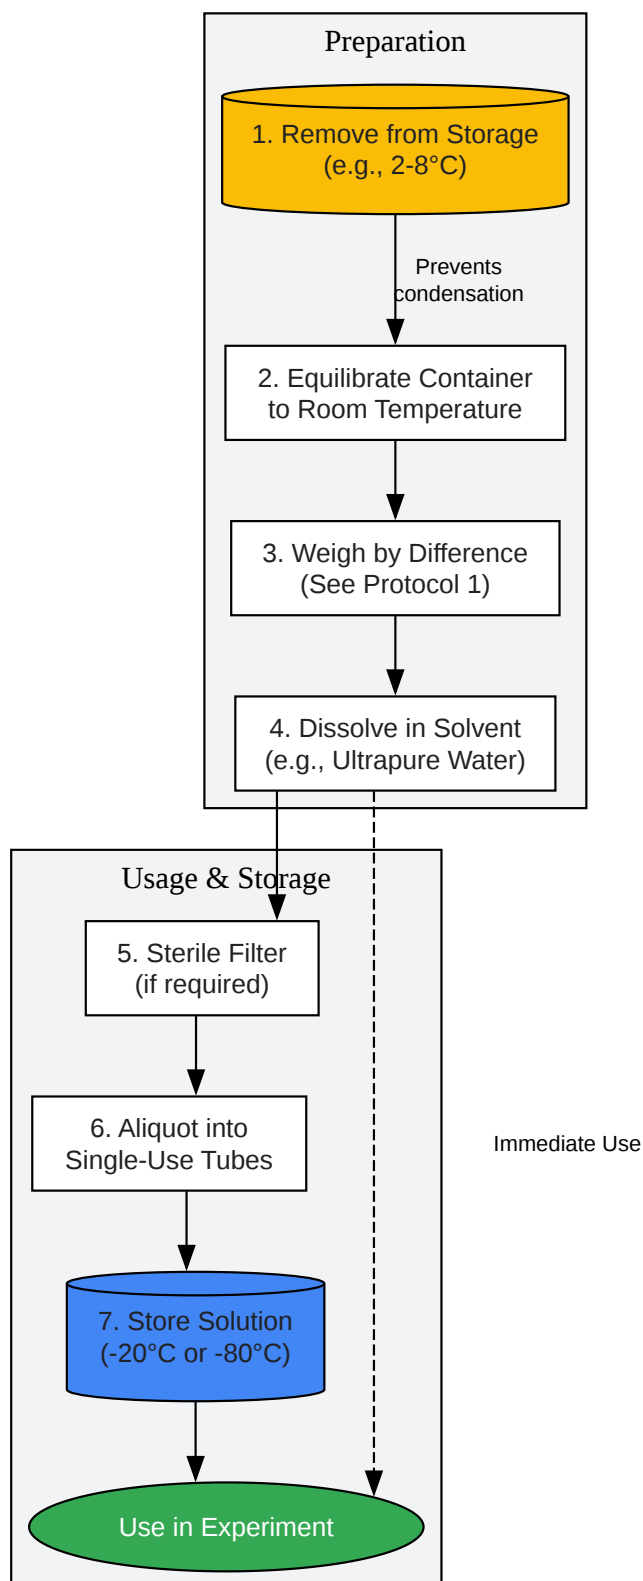 Preparation
1. Remove from Storage
(e.g., 2-8°C)
Prevents
condensation
2. Equilibrate Container
to Room Temperature
3. Weigh by Difference
(See Protocol 1)
4. Dissolve in Solvent
(e.g., Ultrapure Water)
Usage & Storage
5. Sterile Filter
(if required)
6. Aliquot into
Single-Use Tubes
Immediate Use
7. Store Solution
(-20°C or -80°C)
Use in Experiment